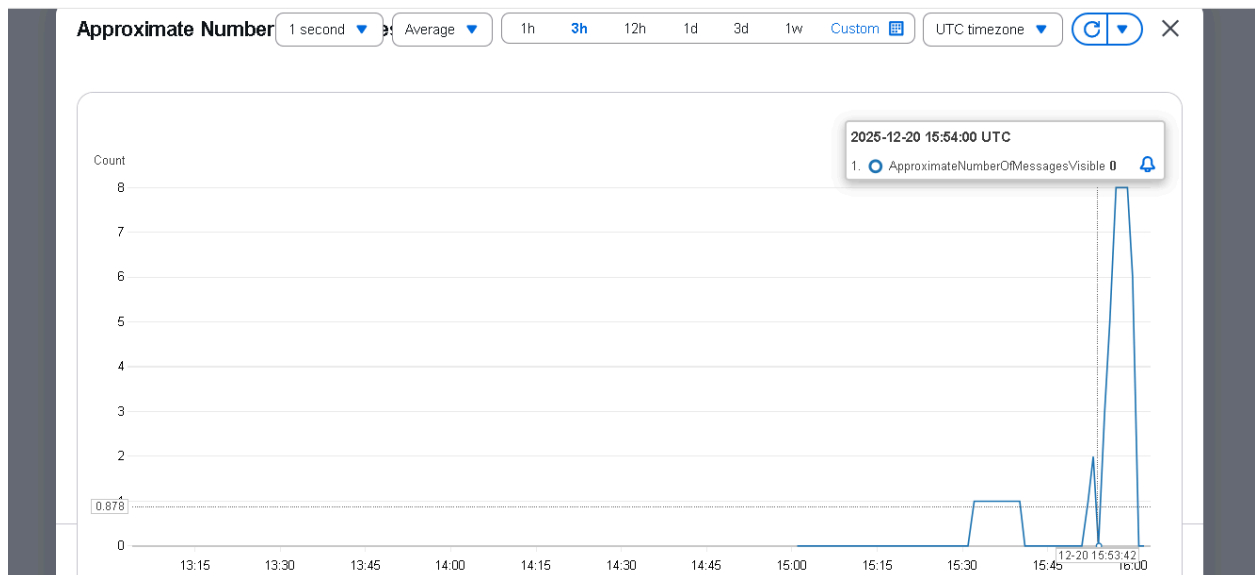 Approximate Number
1 second
Average
1h 3h 12h 1d 3d 1w Custom
UTC timezone
2025-12-20 15:54:00 UTC
1. ApproximateNumberOfMessagesVisible 0
Count
8
7
6
5
4
3
2
1
0.878
0
12-20 15:53:42
13:15 13:30 13:45 14:00 14:15 14:30 14:45 15:00 15:15 15:30 15:45 16:00